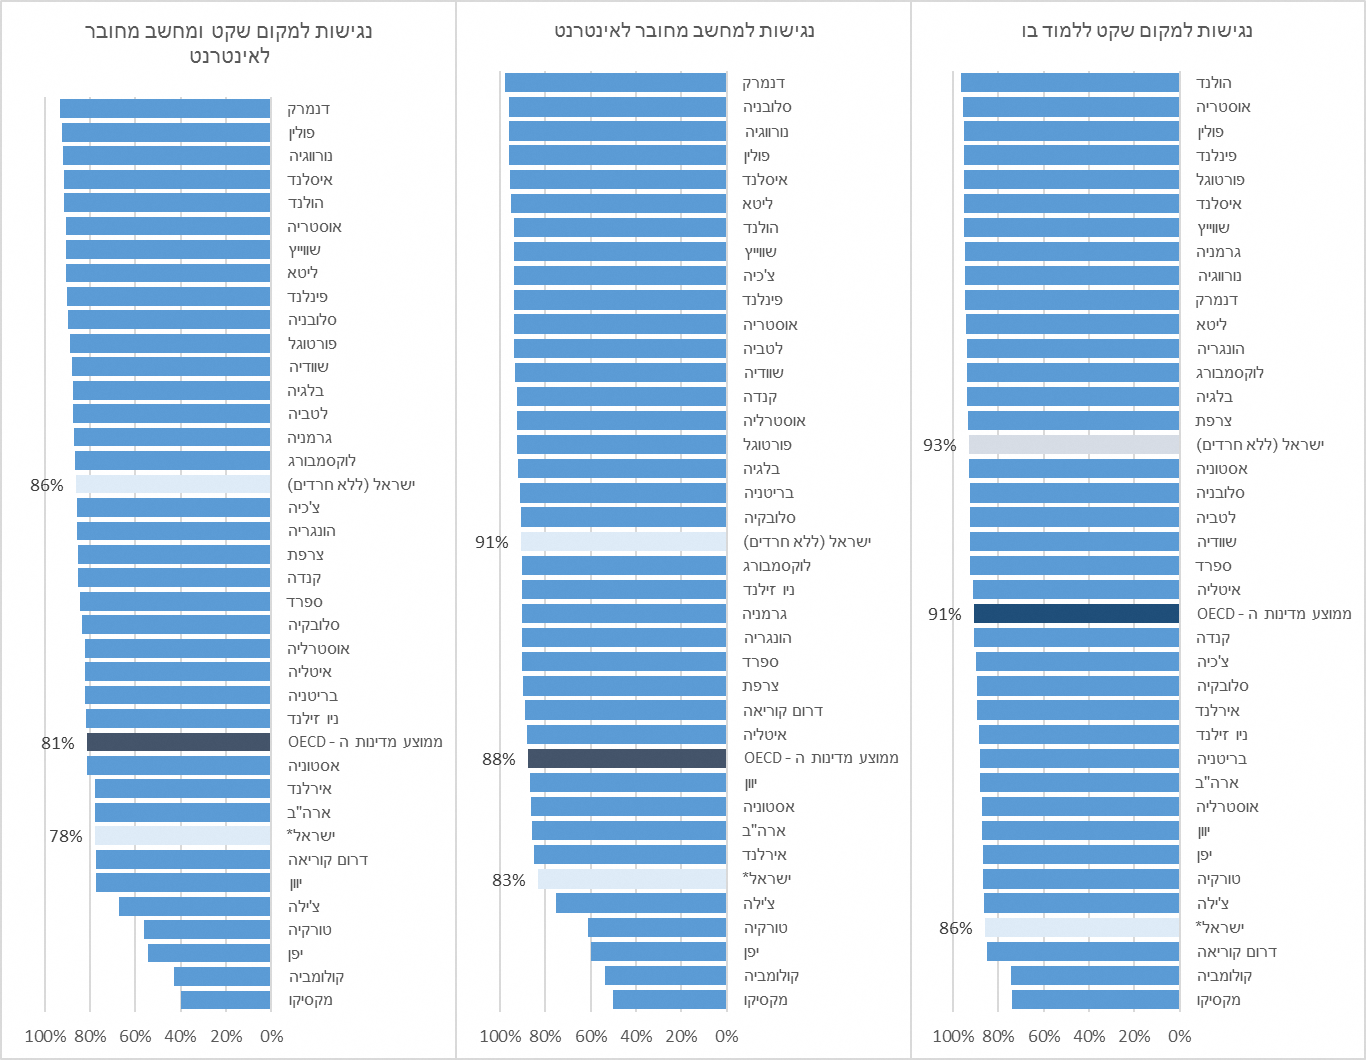 נגישות למקום שקט ללמוד בו
הולנד
אוסטריה
פולין
פינלנד
פורטוגל
איסלנד
שווייץ
גרמניה
נורווגיה
דנמרק
ליטא
הונגריה
לוקסמבורג
בלגיה
צרפת
ישראל (ללא חרדים) 93%
אסטוניה
סלובניה
לטביה
שוודיה
ספרד
איטליה
ממוצע מדינות ה - OECD 91%
קנדה
צ'כיה
סלובקיה
אירלנד
ניו זילנד
בריטניה
ארה"ב
אוסטרליה
יוון
יפן
טורקיה
צ'ילה
ישראל* 86%
דרום קוריאה
קולומביה
מקסיקו
100% 80% 60% 40% 20% 0%
נגישות למחשב מחובר לאינטרנט
דנמרק
סלובניה
נורווגיה
פולין
איסלנד
ליטא
הולנד
שווייץ
צ'כיה
פינלנד
אוסטריה
לטביה
שוודיה
קנדה
אוסטרליה
פורטוגל
בלגיה
בריטניה
סלובקיה
ישראל (ללא חרדים) 91%
לוקסמבורג
ניו זילנד
גרמניה
הונגריה
ספרד
צרפת
דרום קוריאה
איטליה
ממוצע מדינות ה - OECD 88%
יוון
אסטוניה
ארה"ב
אירלנד
ישראל* 83%
צ'ילה
טורקיה
יפן
קולומביה
מקסיקו
100% 80% 60% 40% 20% 0%
נגישות למקום שקט ומחשב מחובר
לאינטרנט
דנמרק
פולין
נורווגיה
איסלנד
הולנד
אוסטריה
שווייץ
ליטא
פינלנד
סלובניה
פורטוגל
שוודיה
בלגיה
לטביה
גרמניה
לוקסמבורג
ישראל (ללא חרדים) 86%
צ'כיה
הונגריה
צרפת
קנדה
ספרד
סלובקיה
אוסטרליה
איטליה
בריטניה
ניו זילנד
ממוצע מדינות ה - OECD 81%
אסטוניה
אירלנד
ארה"ב
ישראל* 78%
דרום קוריאה
יוון
צ'ילה
טורקיה
יפן
קולומביה
מקסיקו
100% 80% 60% 40% 20% 0%